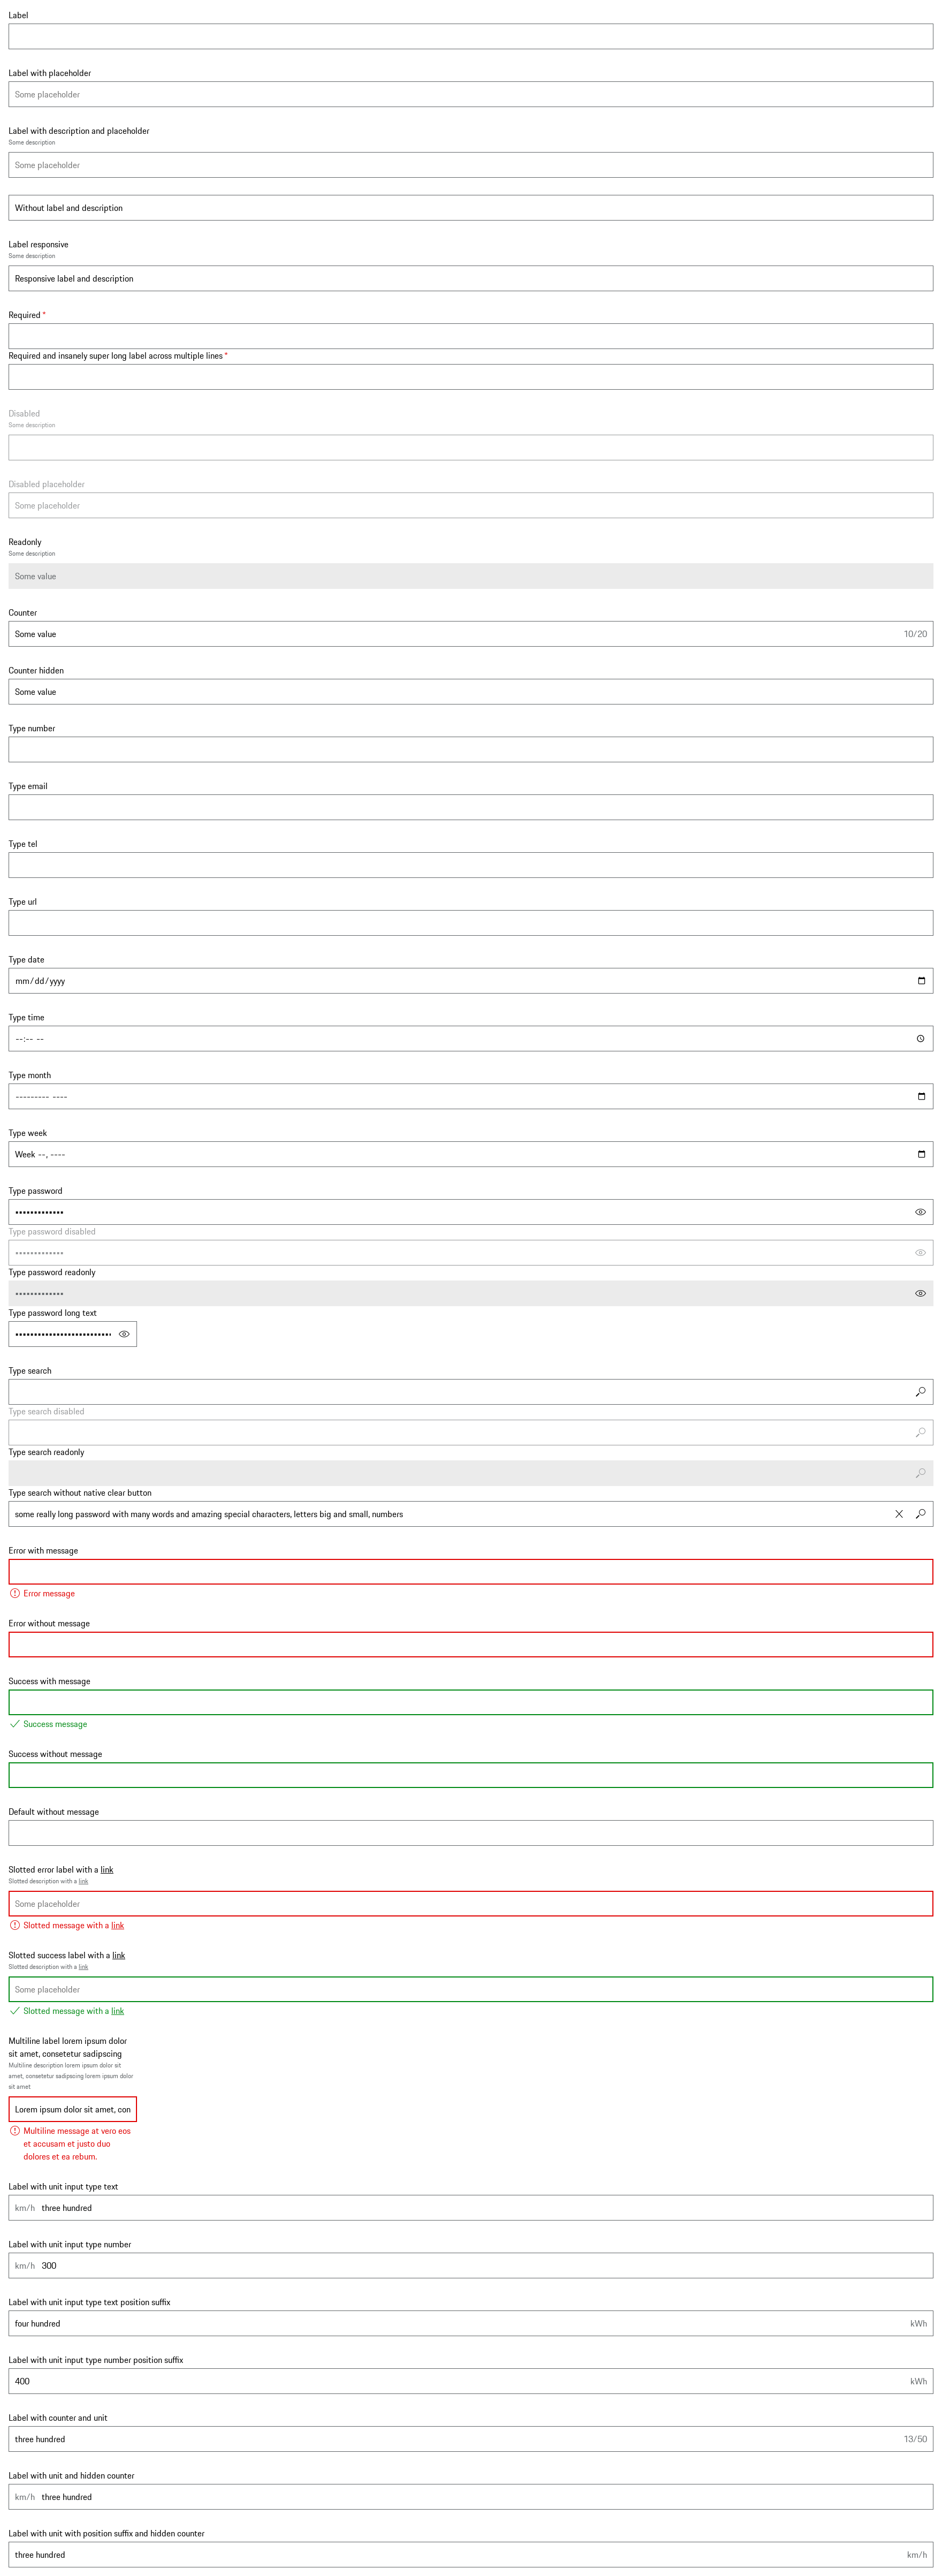 Label
Label with placeholder
Some placeholder
Label with description and placeholder
Some description
Some placeholder
Without label and description
Label responsive
Some description
Responsive label and description
Required *
Required and insanely super long label across multiple lines *
Disabled
Some description
Disabled placeholder
Some placeholder
Readonly
Some description
Some value
Counter
Some value 10/20
Counter hidden
Some value
Type number
Type email
Type tel
Type url
Type date
mm/dd/yyyy
Type time
--:-- --
Type month
--------- ----
Type week
Week --, ----
Type password
•••••••••••••
Type password disabled
•••••••••••••
Type password readonly
•••••••••••••
Type password long text
••••••••••••••••••••••••••
Type search
Type search disabled
Type search readonly
Type search without native clear button
some really long password with many words and amazing special characters, letters big and small, numbers
Error with message
Error message
Error without message
Success with message
Success message
Success without message
Default without message
Slotted error label with a link
Slotted description with a link
Some placeholder
Slotted message with a link
Slotted success label with a link
Slotted description with a link
Some placeholder
Slotted message with a link
Multiline label lorem ipsum dolor
sit amet, consetetur sadipscing
Multiline description lorem ipsum dolor sit
amet, consetetur sadipscing lorem ipsum dolor
sit amet
Lorem ipsum dolor sit amet, con
Multiline message at vero eos
et accusam et justo duo
dolores et ea rebum.
Label with unit input type text
km/h three hundred
Label with unit input type number
km/h 300
Label with unit input type text position suffix
four hundred kWh
Label with unit input type number position suffix
400 kWh
Label with counter and unit
three hundred 13/50
Label with unit and hidden counter
km/h three hundred
Label with unit with position suffix and hidden counter
three hundred km/h